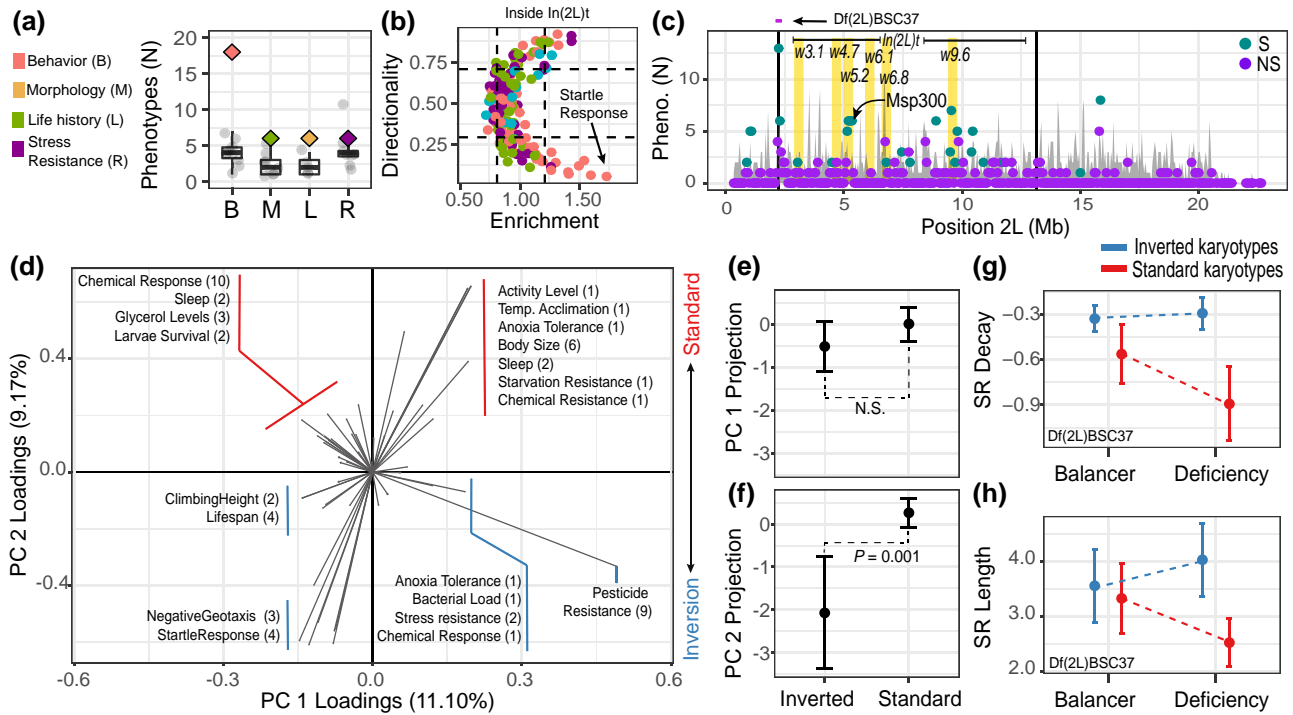 (a)
Behavior (B)
Morphology (M)
Life history (L)
Stress
Resistance (R)
Phenotypes (N)
20
15
10
5
0
B
M
L
R
(b)
Inside In(2L)t
Directionality
0.75
0.50
0.25
Startle
Response
0.50
1.00
1.50
Enrichment
(c)
Df(2L)BSC37
Pheno. (N)
10
5
0
In(2L)t
w3.1
w4.7
w5.2
w6.1
w6.8
w9.6
Msp300
S
NS
0
5
10
15
20
Position 2L (Mb)
(d)
PC 2 Loadings (9.17%)
0.4
0.0
-0.4
Chemical Response (10)
Sleep (2)
Glycerol Levels (3)
Larvae Survival (2)
Activity Level (1)
Temp. Acclimation (1)
Anoxia Tolerance (1)
Body Size (6)
Sleep (2)
Starvation Resistance (1)
Chemical Resistance (1)
ClimbingHeight (2)
Lifespan (4)
NegativeGeotaxis (3)
StartleResponse (4)
Anoxia Tolerance (1)
Bacterial Load (1)
Stress resistance (2)
Chemical Response (1)
Pesticide
Resistance (9)
-0.6
-0.3
0.0
0.3
0.6
PC 1 Loadings (11.10%)
Standard
Inversion
(e)
PC 1 Projection
0
-1
-2
-3
N.S.
(f)
PC 2 Projection
0
-1
-2
-3
P = 0.001
Inverted
Standard
Inverted karyotypes
Standard karyotypes
(g)
SR Decay
-0.3
-0.6
-0.9
Df(2L)BSC37
Balancer
Deficiency
(h)
SR Length
4.0
3.0
2.0
Df(2L)BSC37
Balancer
Deficiency